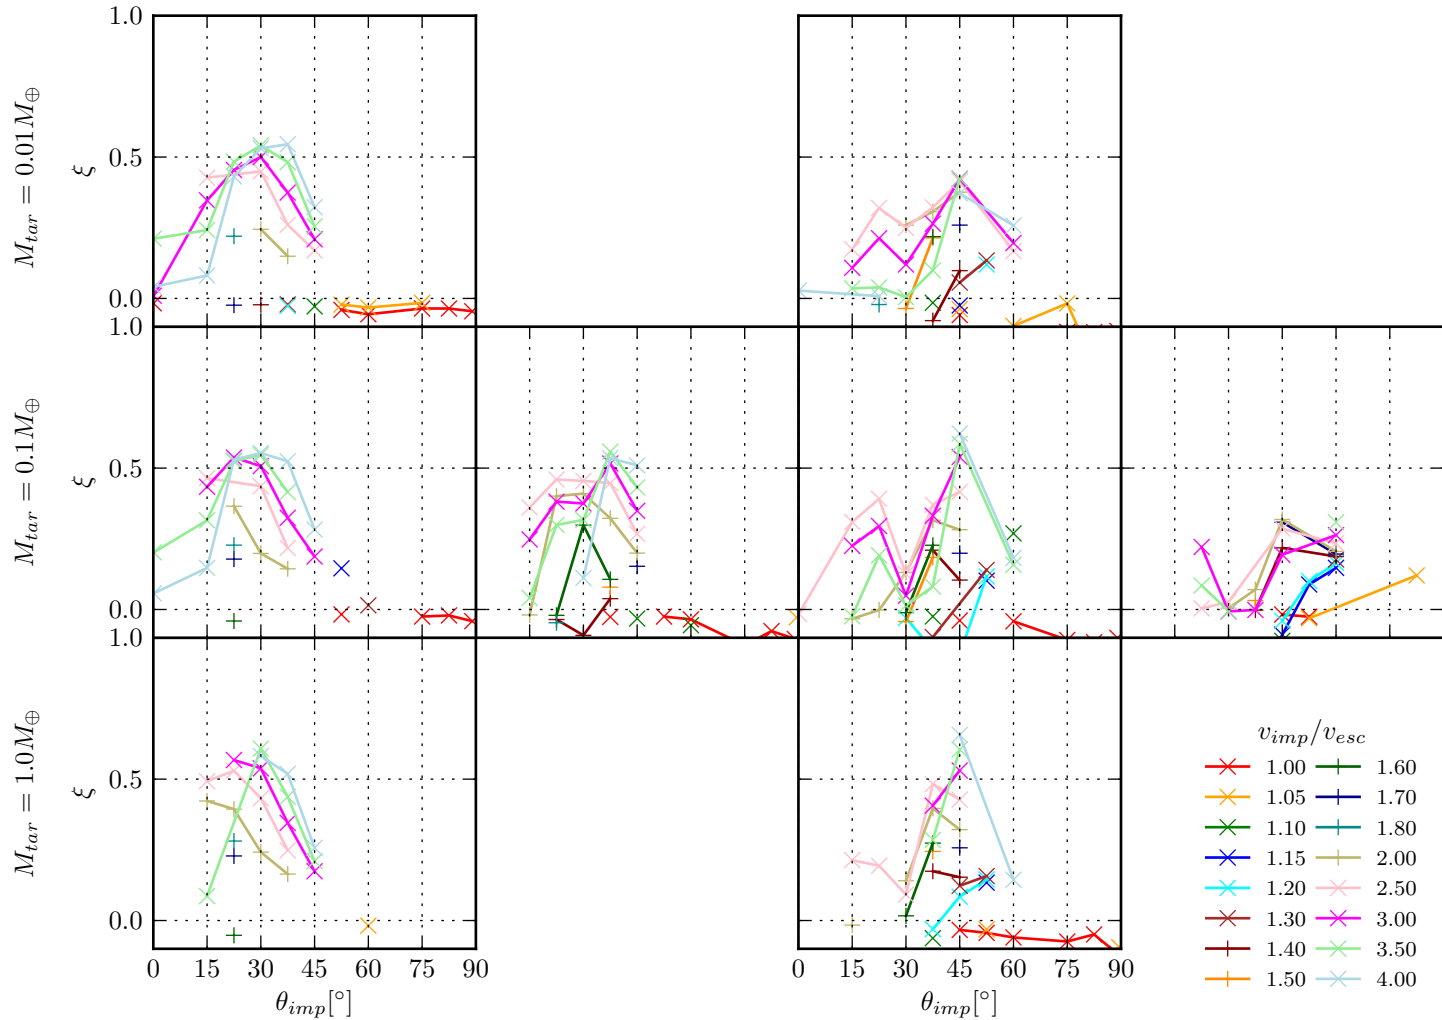 M_tar = 0.01M_⊕
ξ
1.0
0.5
0.0
M_tar = 0.1M_⊕
ξ
1.0
0.5
0.0
M_tar = 1.0M_⊕
ξ
1.0
0.5
0.0
0 15 30 45 60 75 90
θ_imp[°]
0 15 30 45 60 75 90
θ_imp[°]
v_imp/v_esc
1.00 1.60
1.05 1.70
1.10 1.80
1.15 2.00
1.20 2.50
1.30 3.00
1.40 3.50
1.50 4.00